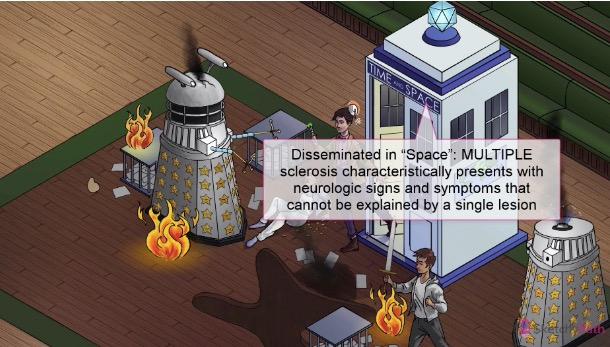 TIME AND SPACE
Disseminated in “Space”: MULTIPLE
sclerosis characteristically presents with
neurologic signs and symptoms that
cannot be explained by a single lesion